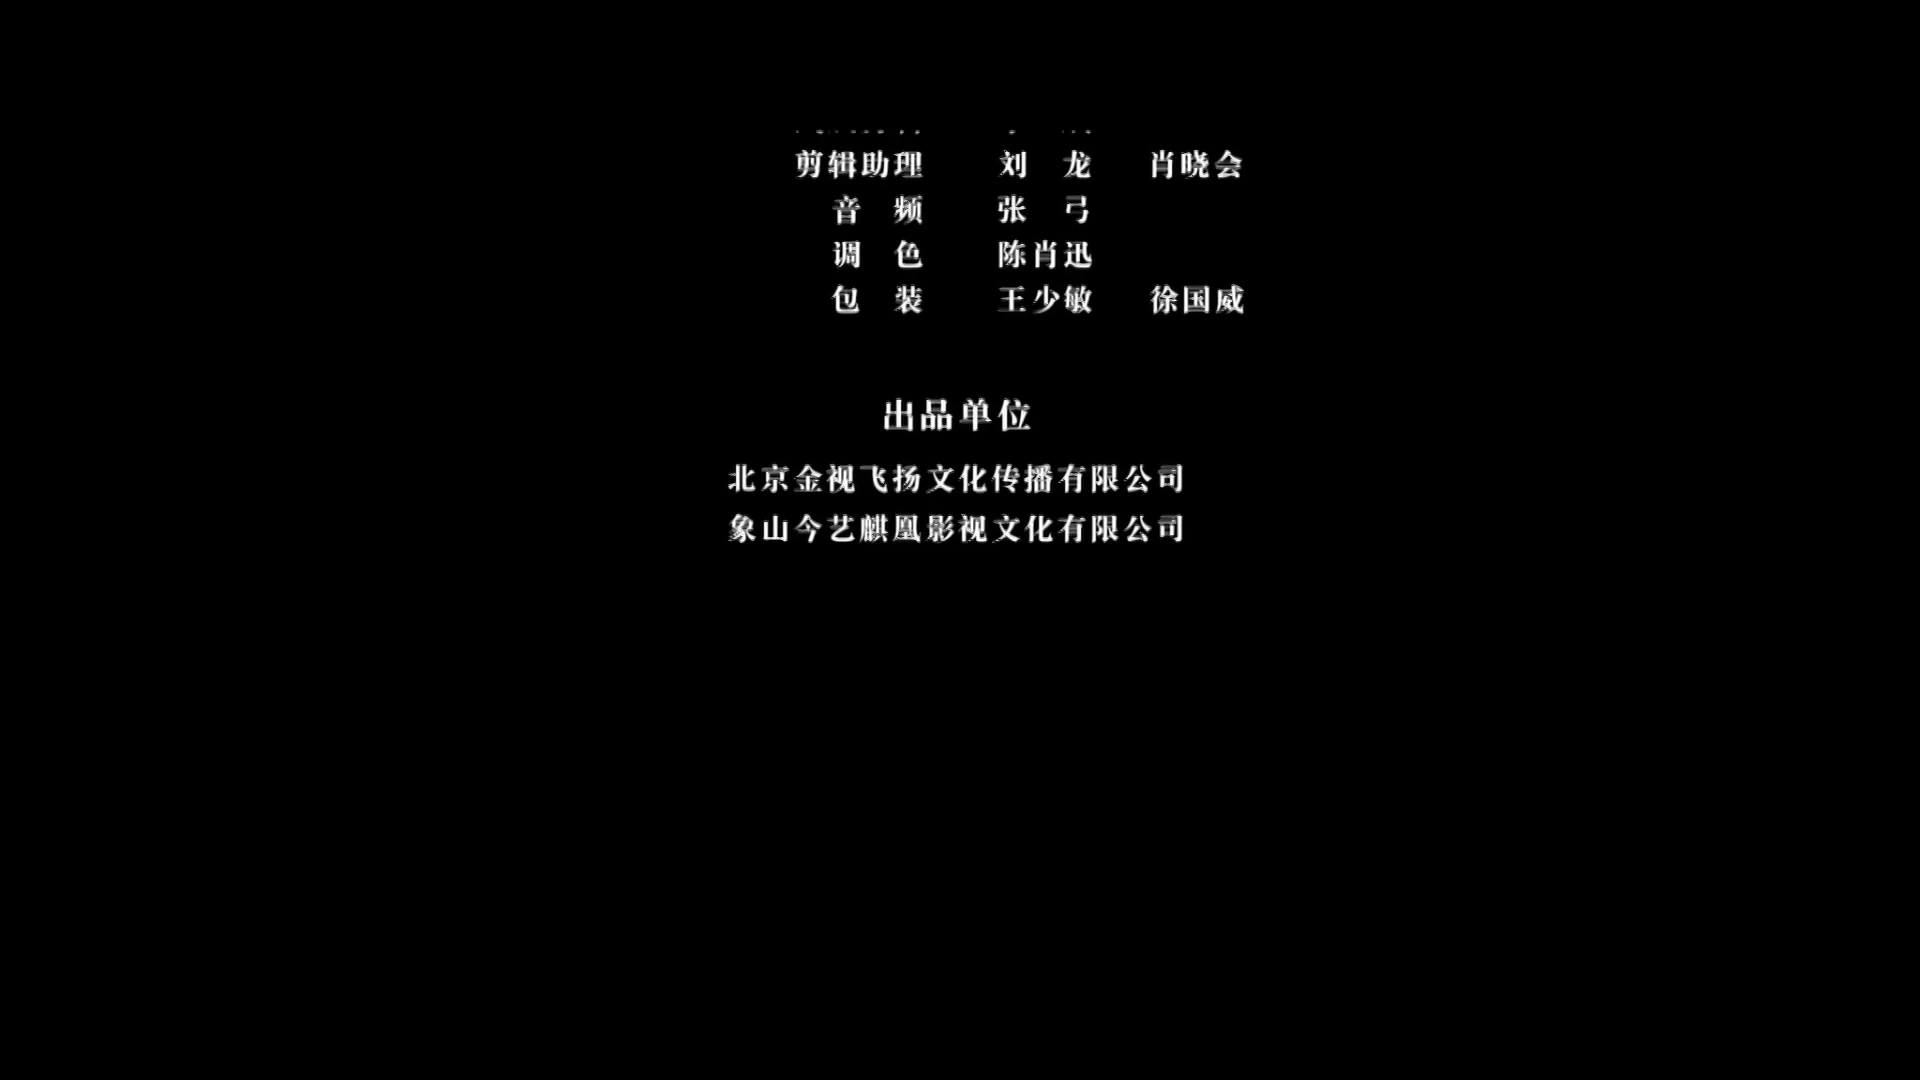 剪辑助理 刘 龙 肖晓会
音 频 张 弓
调 色 陈肖迅
包 装 王少敏 徐国威
出品单位
北京金视飞扬文化传播有限公司
象山今艺麒凰影视文化有限公司